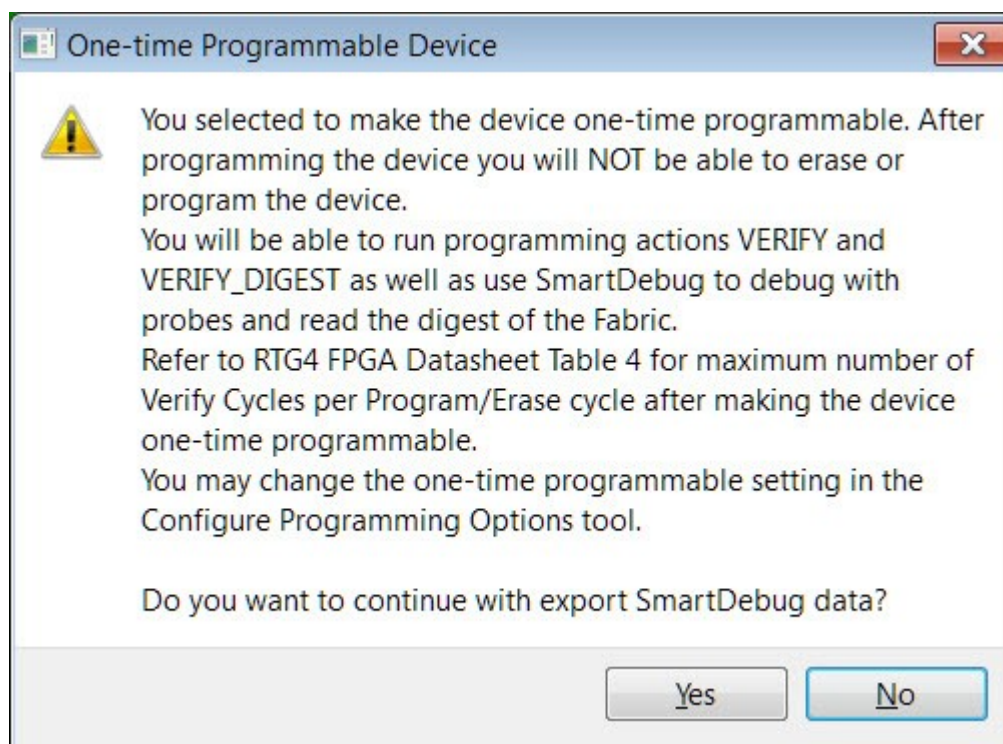 One-time Programmable Device
You selected to make the device one-time programmable. After
programming the device you will NOT be able to erase or
program the device.
You will be able to run programming actions VERIFY and
VERIFY_DIGEST as well as use SmartDebug to debug with
probes and read the digest of the Fabric.
Refer to RTG4 FPGA Datasheet Table 4 for maximum number of
Verify Cycles per Program/Erase cycle after making the device
one-time programmable.
You may change the one-time programmable setting in the
Configure Programming Options tool.
Do you want to continue with export SmartDebug data?
Yes
No